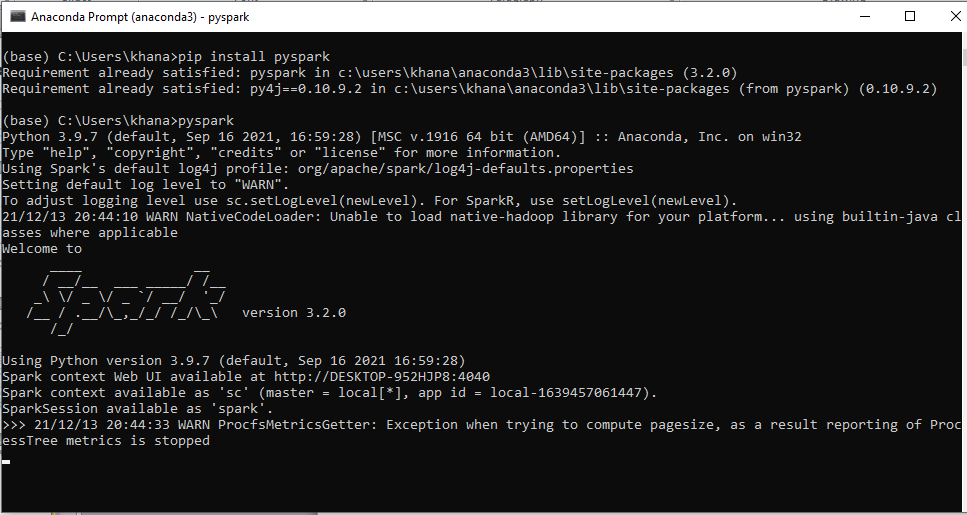 Anaconda Prompt (anaconda3) - pyspark
(base) C:\Users\khana>pip install pyspark
Requirement already satisfied: pyspark in c:\users\khana\anaconda3\lib\site-packages (3.2.0)
Requirement already satisfied: py4j==0.10.9.2 in c:\users\khana\anaconda3\lib\site-packages (from pyspark) (0.10.9.2)
(base) C:\Users\khana>pyspark
Python 3.9.7 (default, Sep 16 2021, 16:59:28) [MSC v.1916 64 bit (AMD64)] :: Anaconda, Inc. on win32
Type "help", "copyright", "credits" or "license" for more information.
Using Spark's default log4j profile: org/apache/spark/log4j-defaults.properties
Setting default log level to "WARN".
To adjust logging level use sc.setLogLevel(newLevel). For SparkR, use setLogLevel(newLevel).
21/12/13 20:44:10 WARN NativeCodeLoader: Unable to load native-hadoop library for your platform... using builtin-java cl
asses where applicable
Welcome to
Spark version 3.2.0
Using Python version 3.9.7 (default, Sep 16 2021 16:59:28)
Spark context Web UI available at http://DESKTOP-952HJP8:4040
Spark context available as 'sc' (master = local[*], app id = local-1639457061447).
SparkSession available as 'spark'.
>>> 21/12/13 20:44:33 WARN ProcfsMetricsGetter: Exception when trying to compute pagesize, as a result reporting of Proc
essTree metrics is stopped